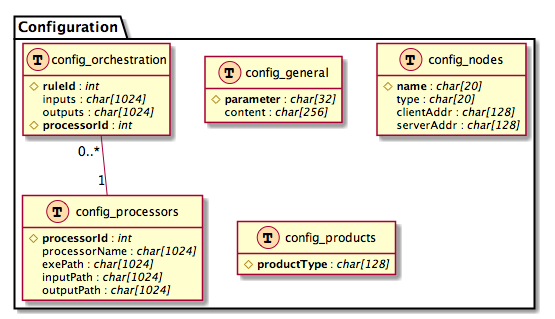 Configuration
T config_orchestration
ruleId : int
inputs : char[1024]
outputs : char[1024]
processorId : int
T config_general
parameter : char[32]
content : char[256]
T config_nodes
name : char[20]
type : char[20]
clientAddr : char[128]
serverAddr : char[128]
0..*
1
T config_processors
processorId : int
processorName : char[1024]
exePath : char[1024]
inputPath : char[1024]
outputPath : char[1024]
T config_products
productType : char[128]